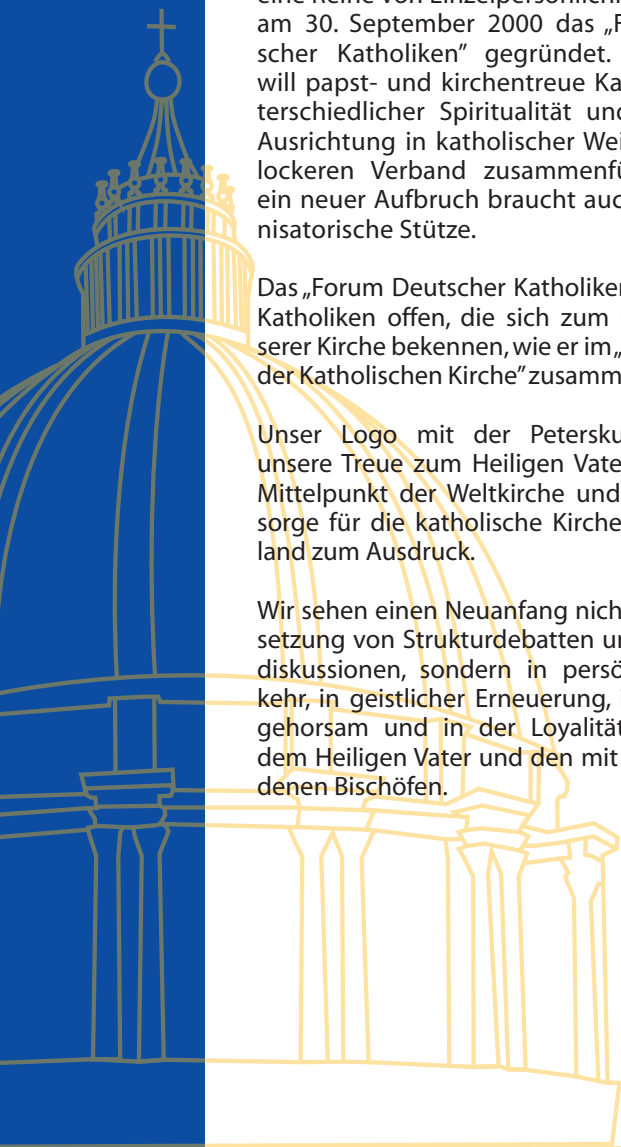 eine Reihe von Einzelpersönlichk
am 30. September 2000 das „F
scher Katholiken” gegründet.
will papst- und kirchentreue Ka
terschiedlicher Spiritualität und
Ausrichtung in katholischer Wei
lockeren Verband zusammenfü
ein neuer Aufbruch braucht auc
nisatorische Stütze.
Das „Forum Deutscher Katholiken
Katholiken offen, die sich zum
serer Kirche bekennen, wie er im „
der Katholischen Kirche” zusamm
Unser Logo mit der Petersku
unsere Treue zum Heiligen Vate
Mittelpunkt der Weltkirche und
sorge für die katholische Kirche
land zum Ausdruck.
Wir sehen einen Neuanfang nich
setzung von Strukturdebatten un
diskussionen, sondern in persö
kehr, in geistlicher Erneuerung, i
gehorsam und in der Loyalität
dem Heiligen Vater und den mit
denen Bischöfen.